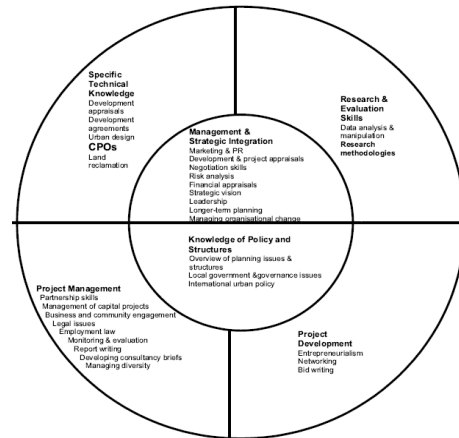 Specific
Technical
Knowledge
Development
appraisals
Development
agreements
Urban design
CPOs
Land
reclamation
Research &
Evaluation
Skills
Data analysis &
manipulation
Research
methodologies
Management &
Strategic Integration
Marketing & PR
Development & project appraisals
Negotiation skills
Risk analysis
Financial appraisals
Strategic vision
Leadership
Longer-term planning
Managing organisational change
Knowledge of Policy and
Structures
Overview of planning issues &
structures
Local government &governance issues
International urban policy
Project Management
Partnership skills
Management of capital projects
Business and community engagement
Legal issues
Employment law
Monitoring & evaluation
Report writing
Developing consultancy briefs
Managing diversity
Project
Development
Entrepreneurialism
Networking
Bid writing